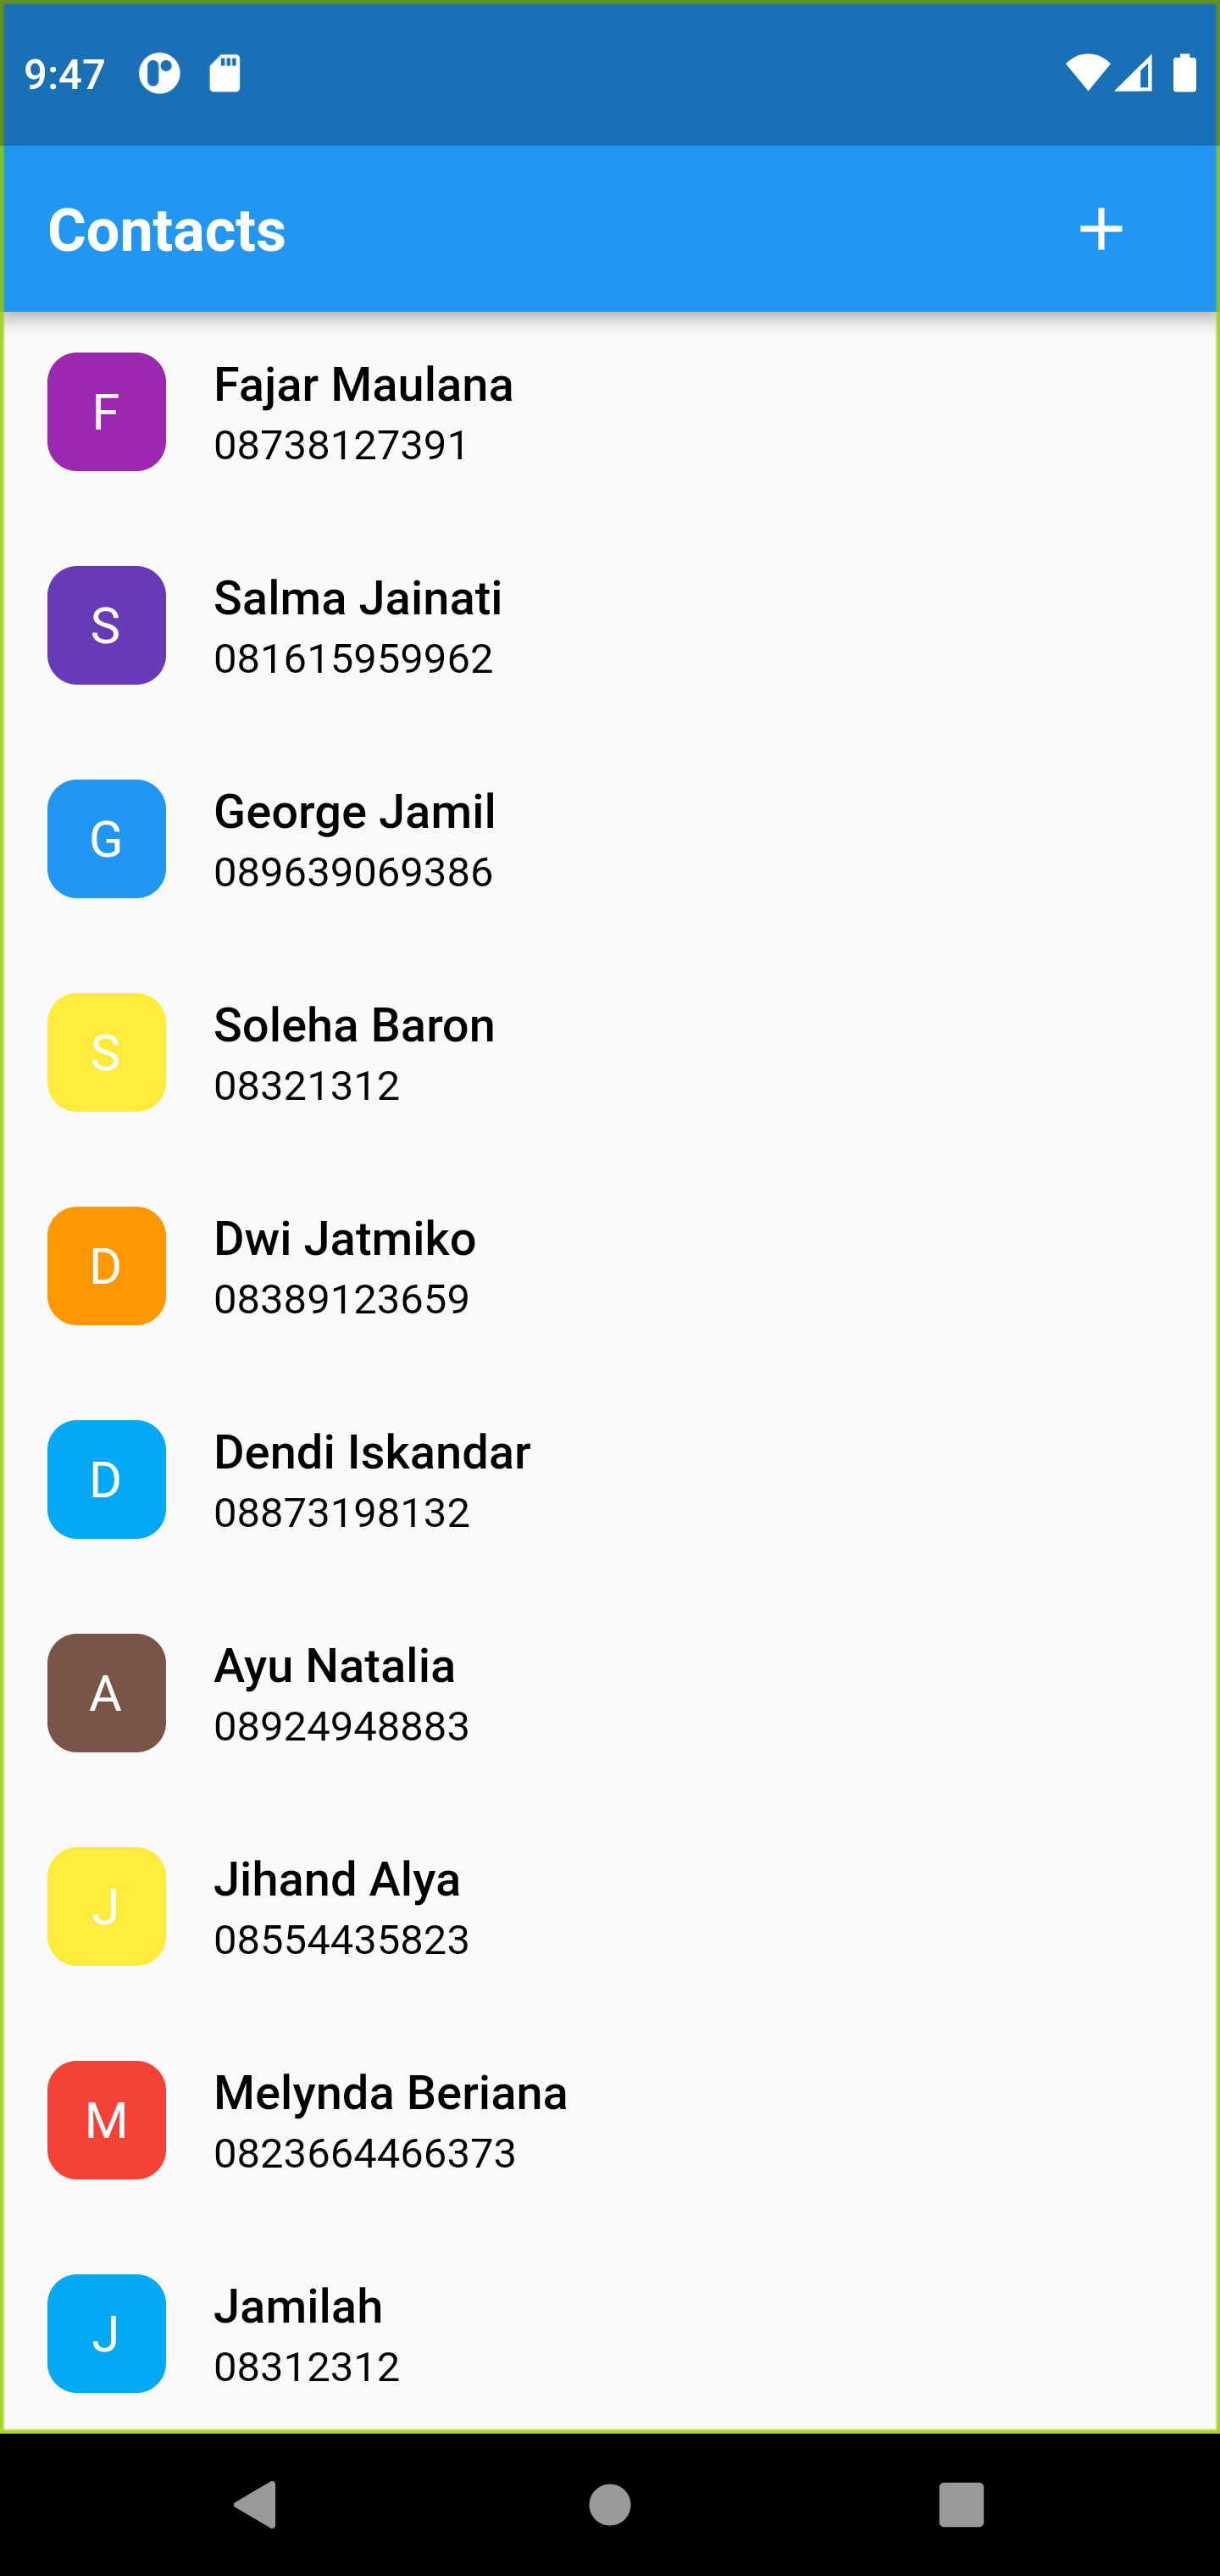 9:47
Contacts
F
Fajar Maulana
08738127391
S
Salma Jainati
081615959962
G
George Jamil
089639069386
S
Soleha Baron
08321312
D
Dwi Jatmiko
08389123659
D
Dendi Iskandar
08873198132
A
Ayu Natalia
08924948883
J
Jihand Alya
08554435823
M
Melynda Beriana
0823664466373
J
Jamilah
08312312